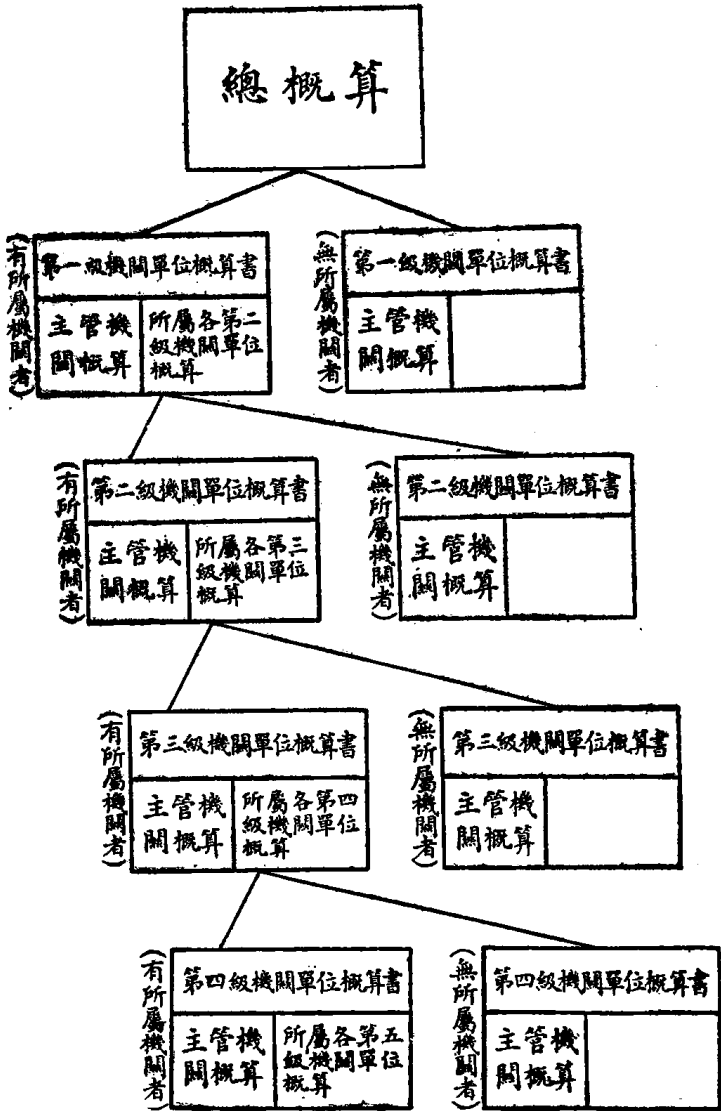 總概算
(有所屬機關者)
第一級機關單位概算書
主管機
關概算
所屬各第二
級機關單位
概算
(無所屬機關者)
第一級機關單位概算書
主管機
關概算
(有所屬機關者)
第二級機關單位概算書
主管機
關概算
所屬各第三
級機關單位
概算
(無所屬機關者)
第二級機關單位概算書
主管機
關概算
(有所屬機關者)
第三級機關單位概算書
主管機
關概算
所屬各第四
級機關單位
概算
(無所屬機關者)
第三級機關單位概算書
主管機
關概算
(有所屬機關者)
第四級機關單位概算書
主管機
關概算
所屬各第五
級機關單位
概算
(無所屬機關者)
第四級機關單位概算書
主管機
關概算